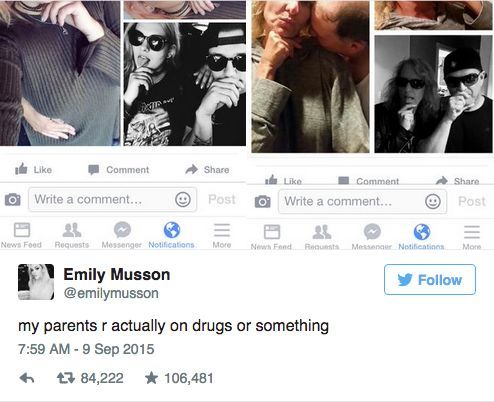 Like Comment Share
Like Comment Share
Write a comment... Post
Write a comment... Post
News Feed Requests Messenger Notifications More
News Feed Requests Messenger Notifications More
Emily Musson
@emilymusson
Follow
my parents r actually on drugs or something
7:59 AM - 9 Sep 2015
84,222 106,481